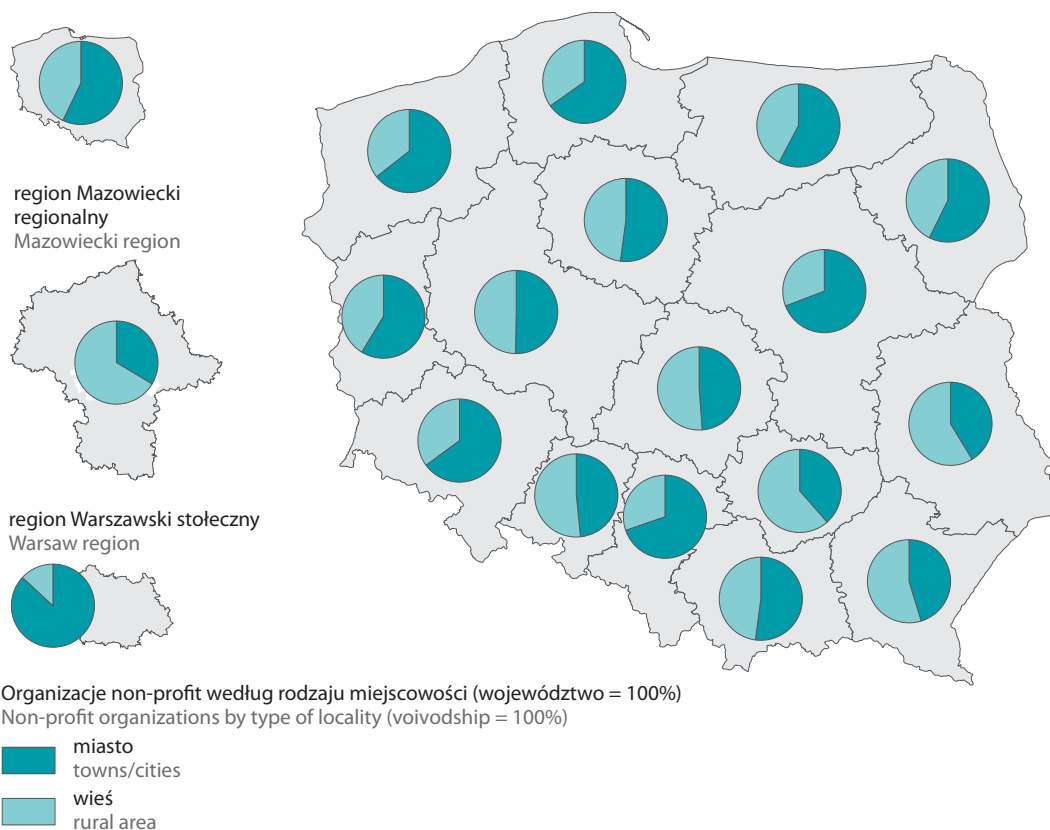 region Mazowiecki
regionalny
Mazowiecki region
region Warszawski stołeczny
Warsaw region
Organizacje non-profit według rodzaju miejscowości (województwo = 100%)
Non-profit organizations by type of locality (voivodship = 100%)
miasto
towns/cities
wieś
rural area